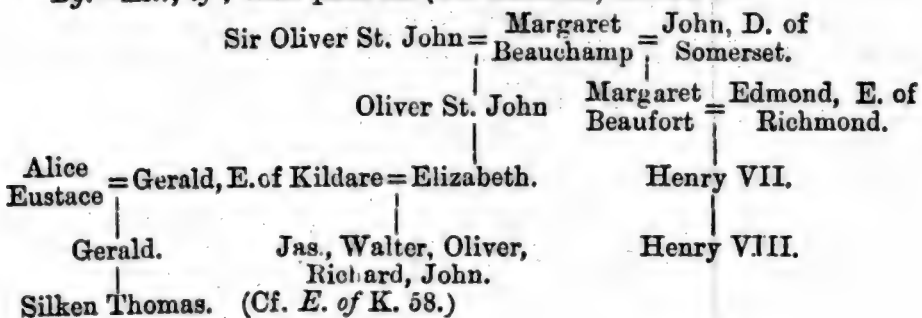 Sir Oliver St. John = Margaret Beauchamp = John, D. of Somerset.
Oliver St. John Margaret Beaufort = Edmond, E. of Richmond.
Alice Eustace = Gerald, E. of Kildare = Elizabeth. Henry VII.
Gerald. Jas., Walter, Oliver, Richard, John. Henry VIII.
Silken Thomas. (Cf. E. of K. 58.)